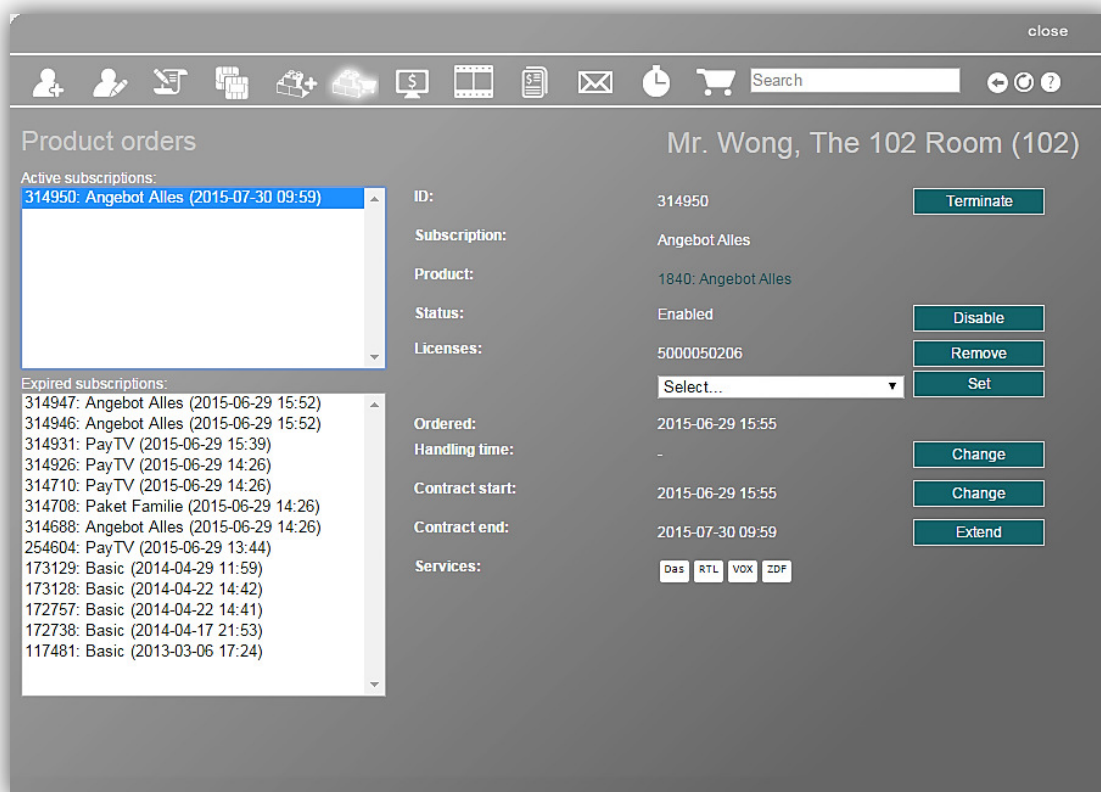 close
Search
Product orders
Mr. Wong, The 102 Room (102)
Active subscriptions:
314950: Angebot Alles (2015-07-30 09:59)
Expired subscriptions:
314947: Angebot Alles (2015-06-29 15:52)
314946: Angebot Alles (2015-06-29 15:52)
314931: PayTV (2015-06-29 15:39)
314926: PayTV (2015-06-29 14:26)
314710: PayTV (2015-06-29 14:26)
314708: Paket Familie (2015-06-29 14:26)
314688: Angebot Alles (2015-06-29 14:26)
254604: PayTV (2015-06-29 13:44)
173129: Basic (2014-04-29 11:59)
173128: Basic (2014-04-22 14:42)
172757: Basic (2014-04-22 14:41)
172738: Basic (2014-04-17 21:53)
117481: Basic (2013-03-06 17:24)
ID: 314950 Terminate
Subscription: Angebot Alles
Product: 1840: Angebot Alles
Status: Enabled Disable
Licenses: 5000050206 Remove
Select... Set
Ordered: 2015-06-29 15:55
Handling time: - Change
Contract start: 2015-06-29 15:55 Change
Contract end: 2015-07-30 09:59 Extend
Services: Das RTL VOX ZDF